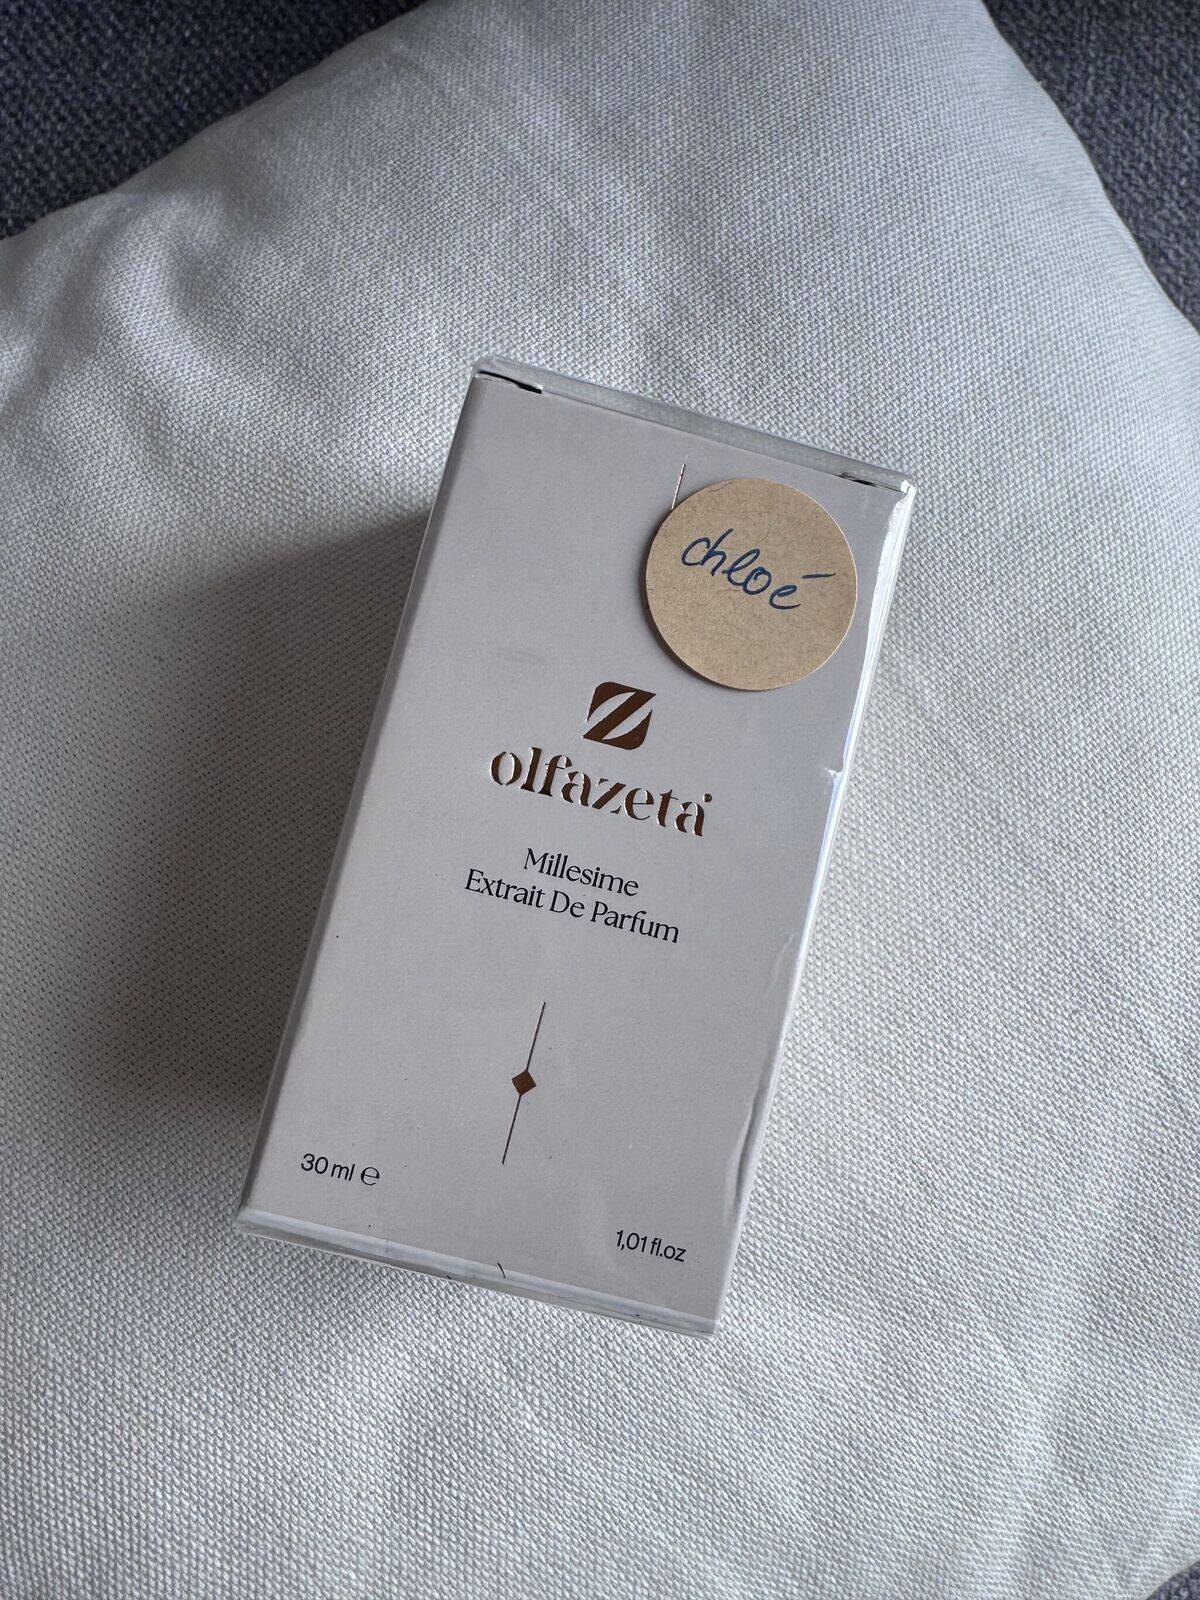 chloé
Z
olfazeta
Millesime
Extrait De Parfum
30 ml ℮
1,01 fl.oz